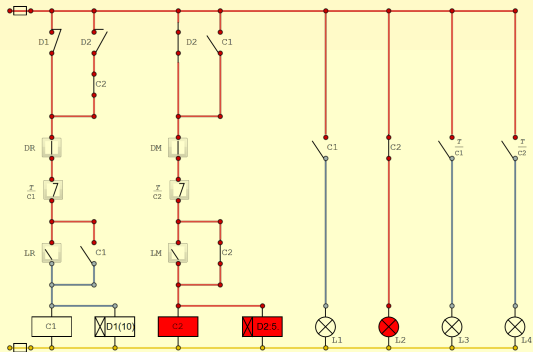 D1 D2 D2 C1
C2
DR DM C1 C2 T/C1 T/C2
T/C1 T/C2
LR C1 LM C2
C1 D1(10) C2 D2.5 L1 L2 L3 L4